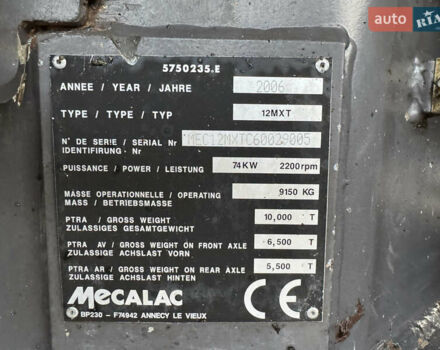 AUTO RIA
5750235.E
ANNEE / YEAR / JAHRE 2006
TYPE / TYPE / TYP 12MXT
N° DE SERIE / SERIAL Nr MEC12MXTC60029005
IDENTIFIRUNG - Nr
PUISSANCE / POWER / LEISTUNG 74KW 2200rpm
MASSE OPERATIONNELLE / OPERATING 9150 KG
MASS / BETRIEBSMASSE
PTRA / GROSS WEIGHT 10,000 T
ZULASSIGES GESAMTGEWICHT
PTRA AV / GROSS WEIGHT ON FRONT AXLE 6,500 T
ZULASSIGE ACHSLAST VORN
PTRA AR / GROSS WEIGHT ON REAR AXLE 5,500 T
ZULASSIGE ACHSLAST HINTEN
MECALAC CE
BP230 – F74942 ANNECY LE VIEUX